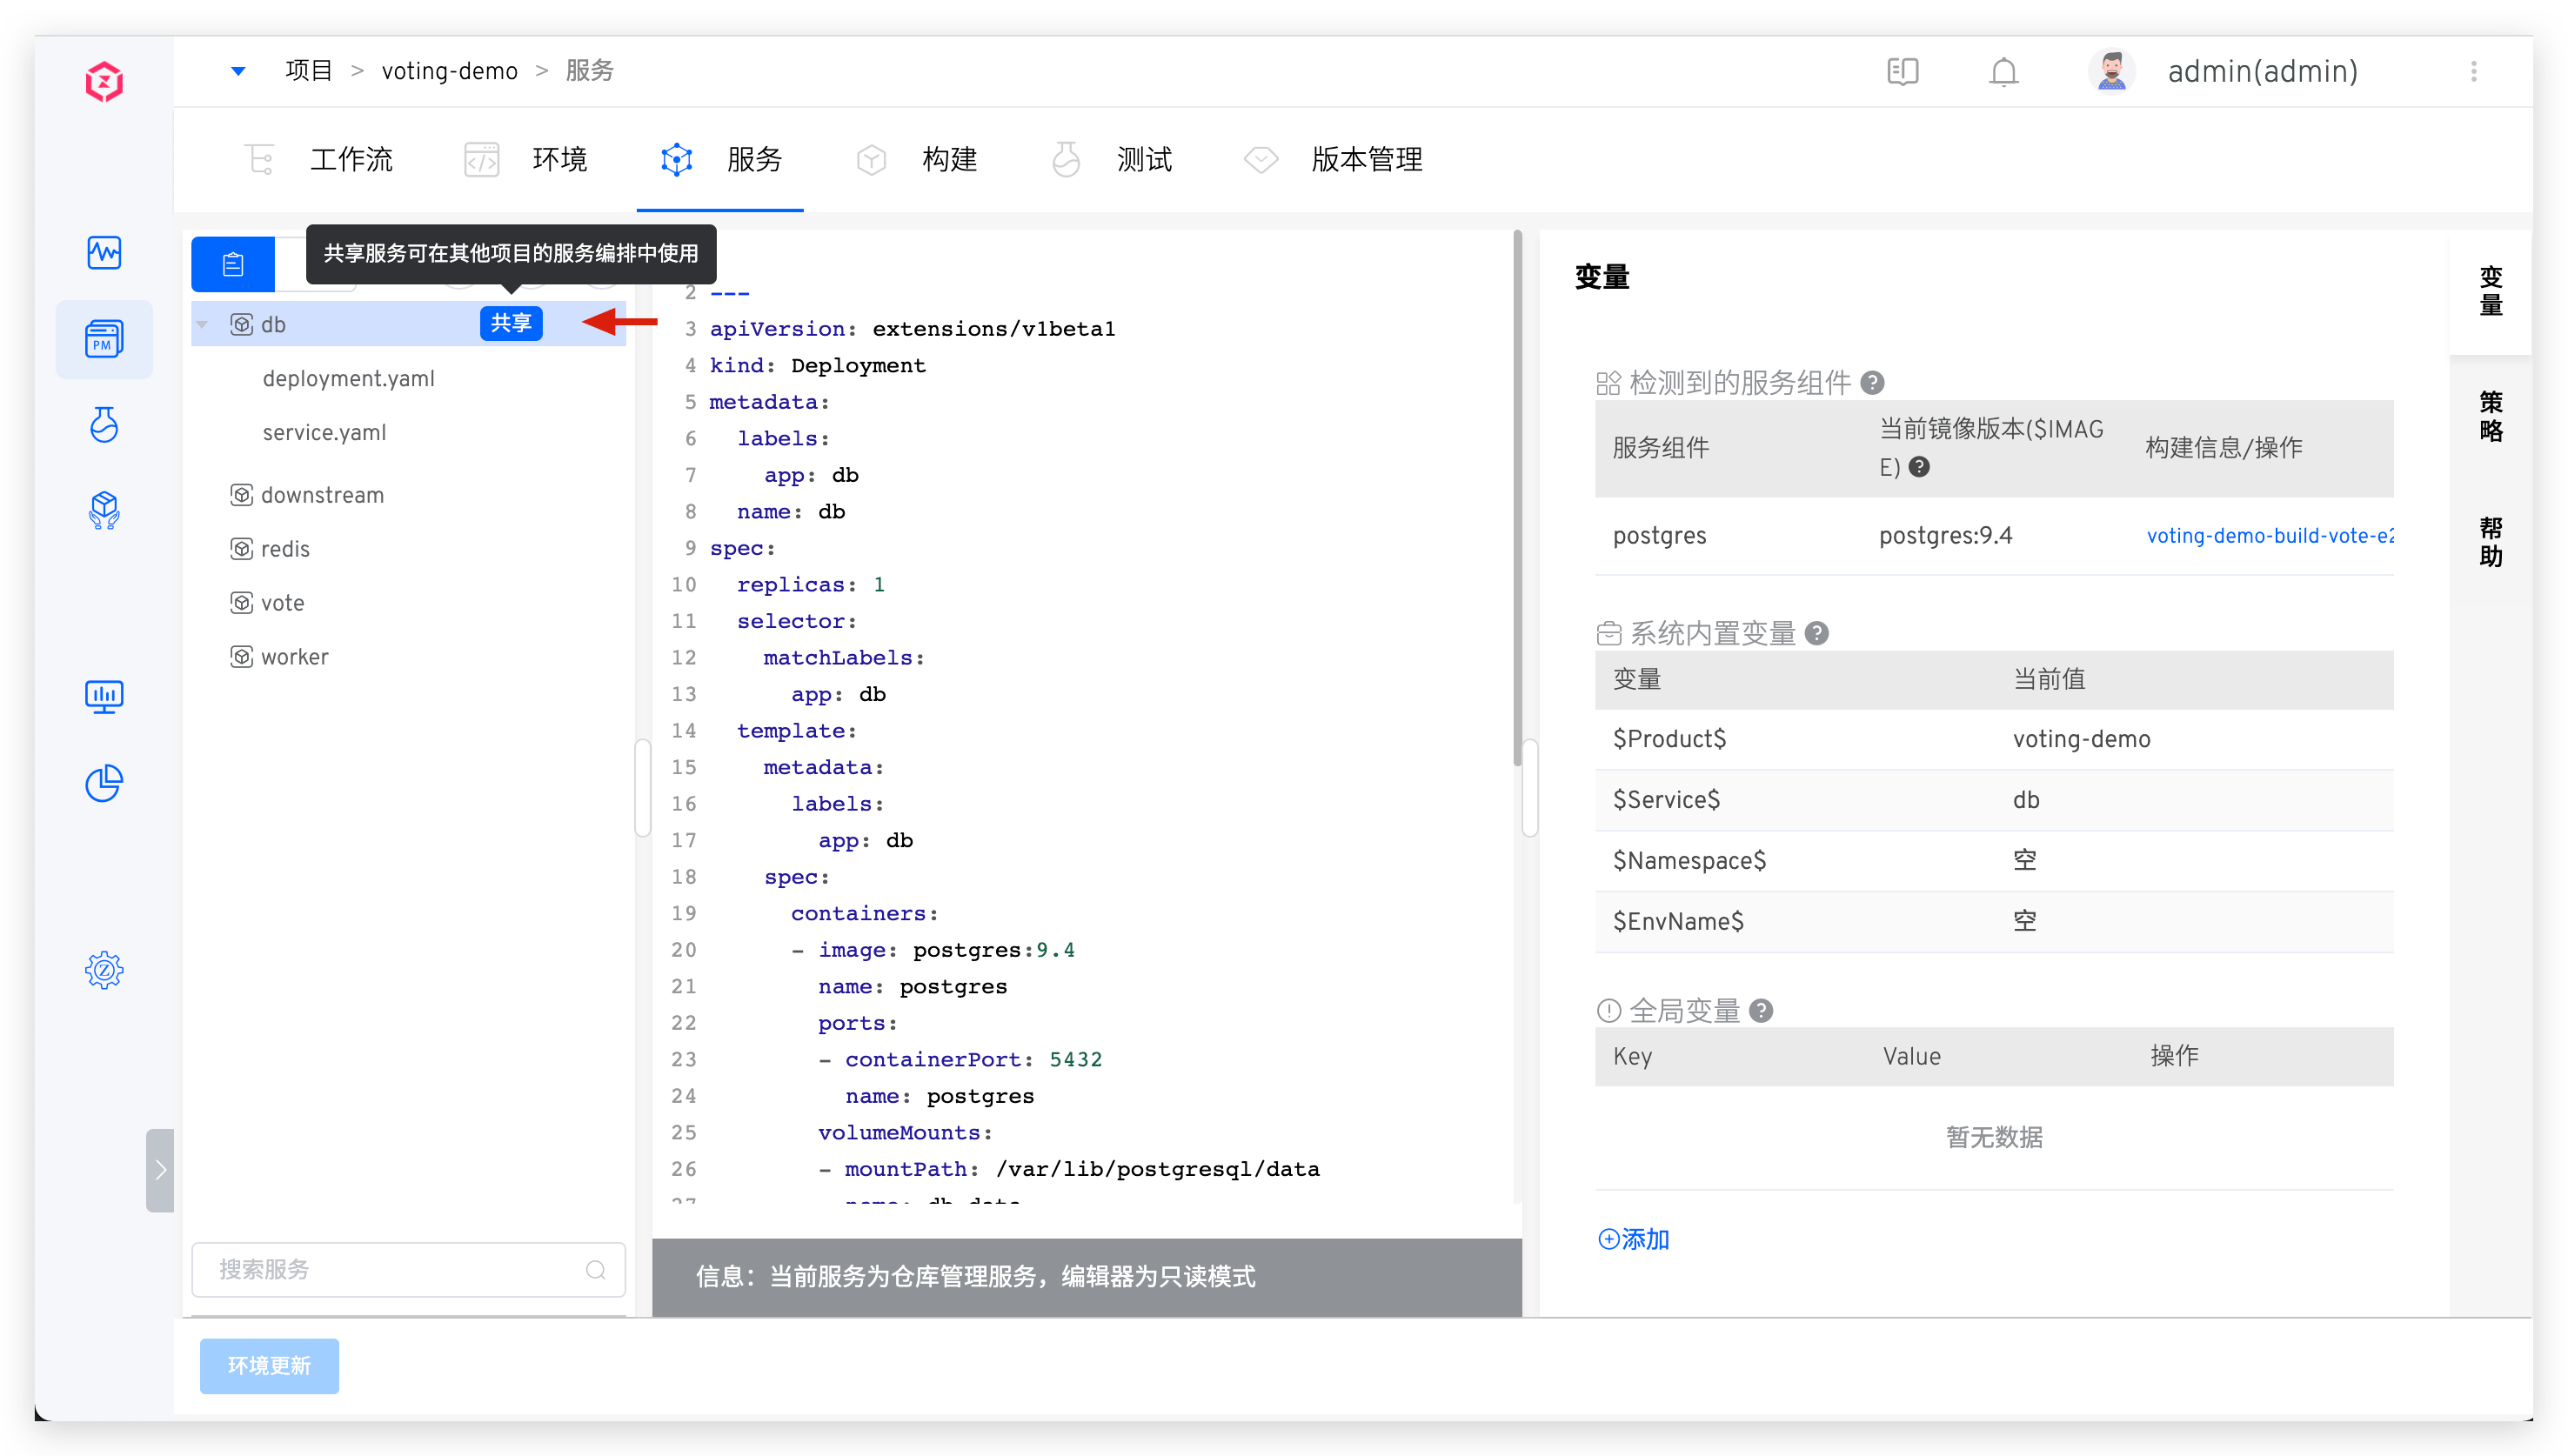 项目 > voting-demo > 服务
admin(admin)
工作流
环境
服务
构建
测试
版本管理
共享服务可在其他项目的服务编排中使用
db
共享
deployment.yaml
service.yaml
downstream
redis
vote
worker
搜索服务
PM
2 ---
3 apiVersion: extensions/v1beta1
4 kind: Deployment
5 metadata:
6 labels:
7 app: db
8 name: db
9 spec:
10 replicas: 1
11 selector:
12 matchLabels:
13 app: db
14 template:
15 metadata:
16 labels:
17 app: db
18 spec:
19 containers:
20 - image: postgres:9.4
21 name: postgres
22 ports:
23 - containerPort: 5432
24 name: postgres
25 volumeMounts:
26 - mountPath: /var/lib/postgresql/data
信息：当前服务为仓库管理服务，编辑器为只读模式
变量
检测到的服务组件
服务组件
当前镜像版本($IMAG
E)
构建信息/操作
postgres
postgres:9.4
voting-demo-build-vote-e2
系统内置变量
变量 当前值
$Product$ voting-demo
$Service$ db
$Namespace$ 空
$EnvName$ 空
全局变量
Key Value 操作
暂无数据
添加
变量
策略
帮助
环境更新